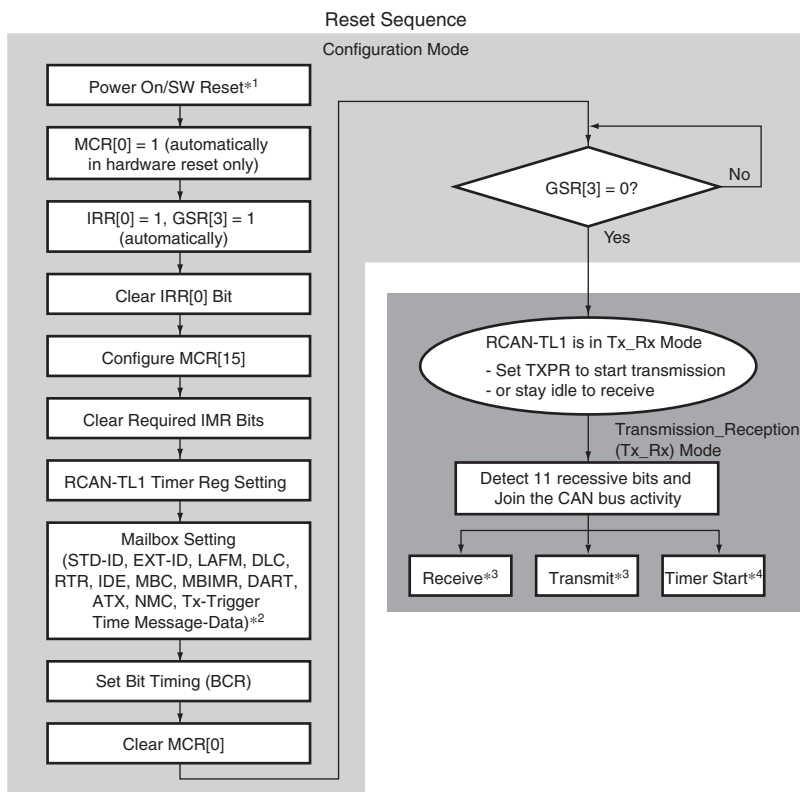 Reset Sequence
Configuration Mode
Power On/SW Reset*1
MCR[0] = 1 (automatically
in hardware reset only)
IRR[0] = 1, GSR[3] = 1
(automatically)
Clear IRR[0] Bit
Configure MCR[15]
Clear Required IMR Bits
RCAN-TL1 Timer Reg Setting
Mailbox Setting
(STD-ID, EXT-ID, LAFM, DLC,
RTR, IDE, MBC, MBIMR, DART,
ATX, NMC, Tx-Trigger
Time Message-Data)*2
Set Bit Timing (BCR)
Clear MCR[0]
GSR[3] = 0?
No
Yes
RCAN-TL1 is in Tx_Rx Mode
- Set TXPR to start transmission
- or stay idle to receive
Transmission_Reception
(Tx_Rx) Mode
Detect 11 recessive bits and
Join the CAN bus activity
Receive*3
Transmit*3
Timer Start*4